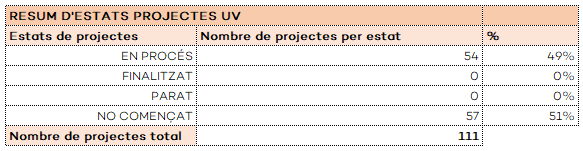 RESUM D'ESTATS PROJECTES UV
Estats de projectes Nombre de projectes per estat %
EN PROCÉS 54 49%
FINALITZAT 0 0%
PARAT 0 0%
NO COMENÇAT 57 51%
Nombre de projectes total 111